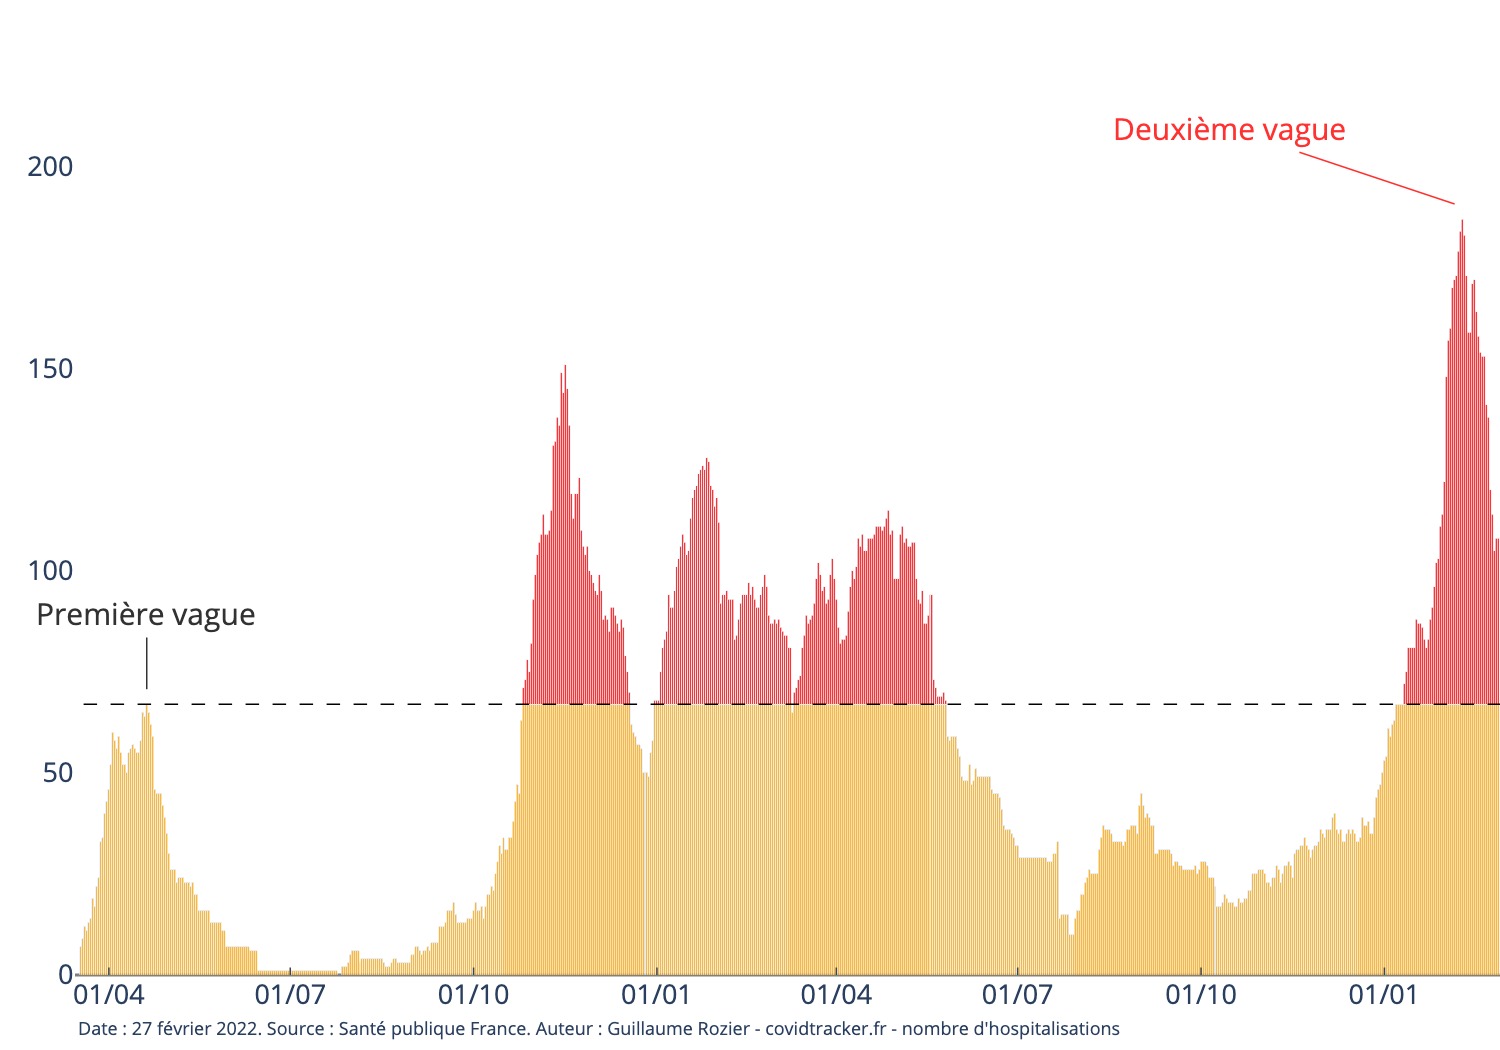 Deuxième vague
200
150
100
Première vague
50
0
01/04 01/07 01/10 01/01 01/04 01/07 01/10 01/01
Date : 27 février 2022. Source : Santé publique France. Auteur : Guillaume Rozier - covidtracker.fr - nombre d'hospitalisations